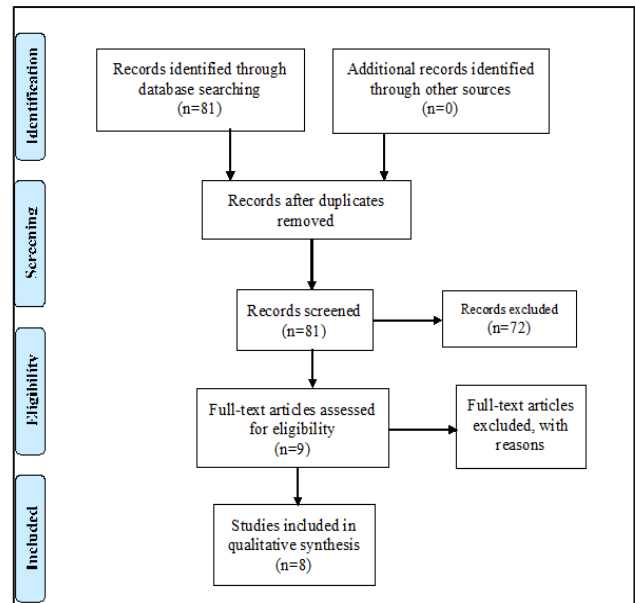 Identification
Records identified through
database searching
(n=81)
Additional records identified
through other sources
(n=0)
Screening
Records after duplicates
removed
Records screened
(n=81)
Records excluded
(n=72)
Eligibility
Full-text articles assessed
for eligibility
(n=9)
Full-text articles
excluded, with
reasons
Included
Studies included in
qualitative synthesis
(n=8)